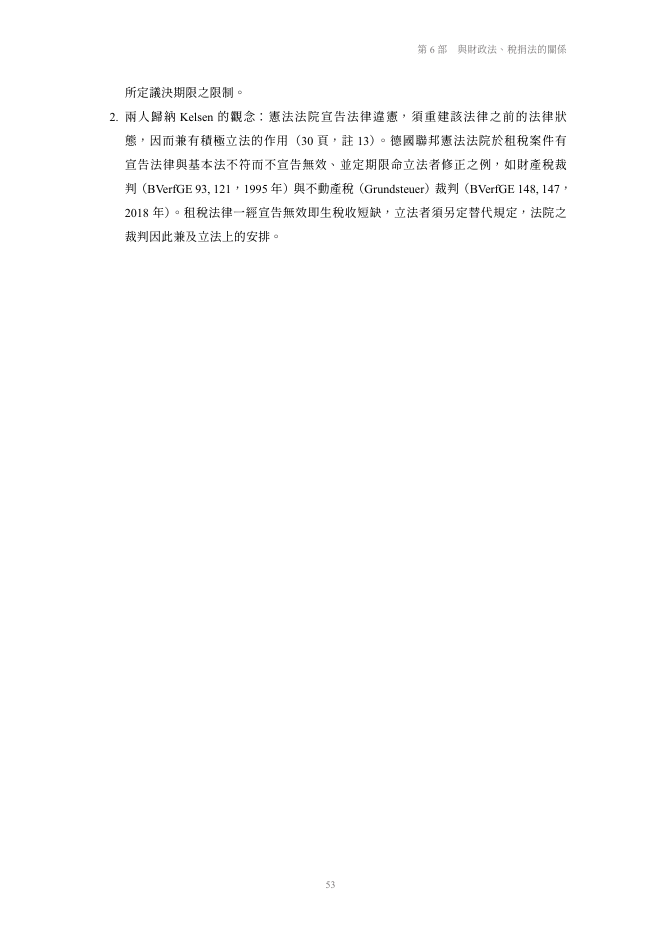 第 6 部　與財政法、稅捐法的關係
所定議決期限之限制。
2. 兩人歸納 Kelsen 的觀念：憲法法院宣告法律違憲，須重建該法律之前的法律狀
態，因而兼有積極立法的作用（30 頁，註 13）。德國聯邦憲法法院於租稅案件有
宣告法律與基本法不符而不宣告無效、並定期限命立法者修正之例，如財產稅裁
判（BVerfGE 93, 121，1995 年）與不動產稅（Grundsteuer）裁判（BVerfGE 148, 147，
2018 年）。租稅法律一經宣告無效即生稅收短缺，立法者須另定替代規定，法院之
裁判因此兼及立法上的安排。
53